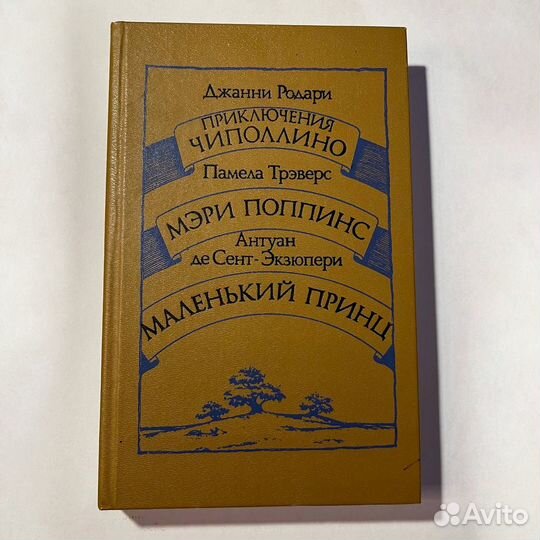 Джанни Родари
ПРИКЛЮЧЕНИЯ
ЧИПОЛЛИНО
Памела Трэверс
МЭРИ ПОППИНС
Антуан
де Сент-Экзюпери
МАЛЕНЬКИЙ ПРИНЦ
Avito